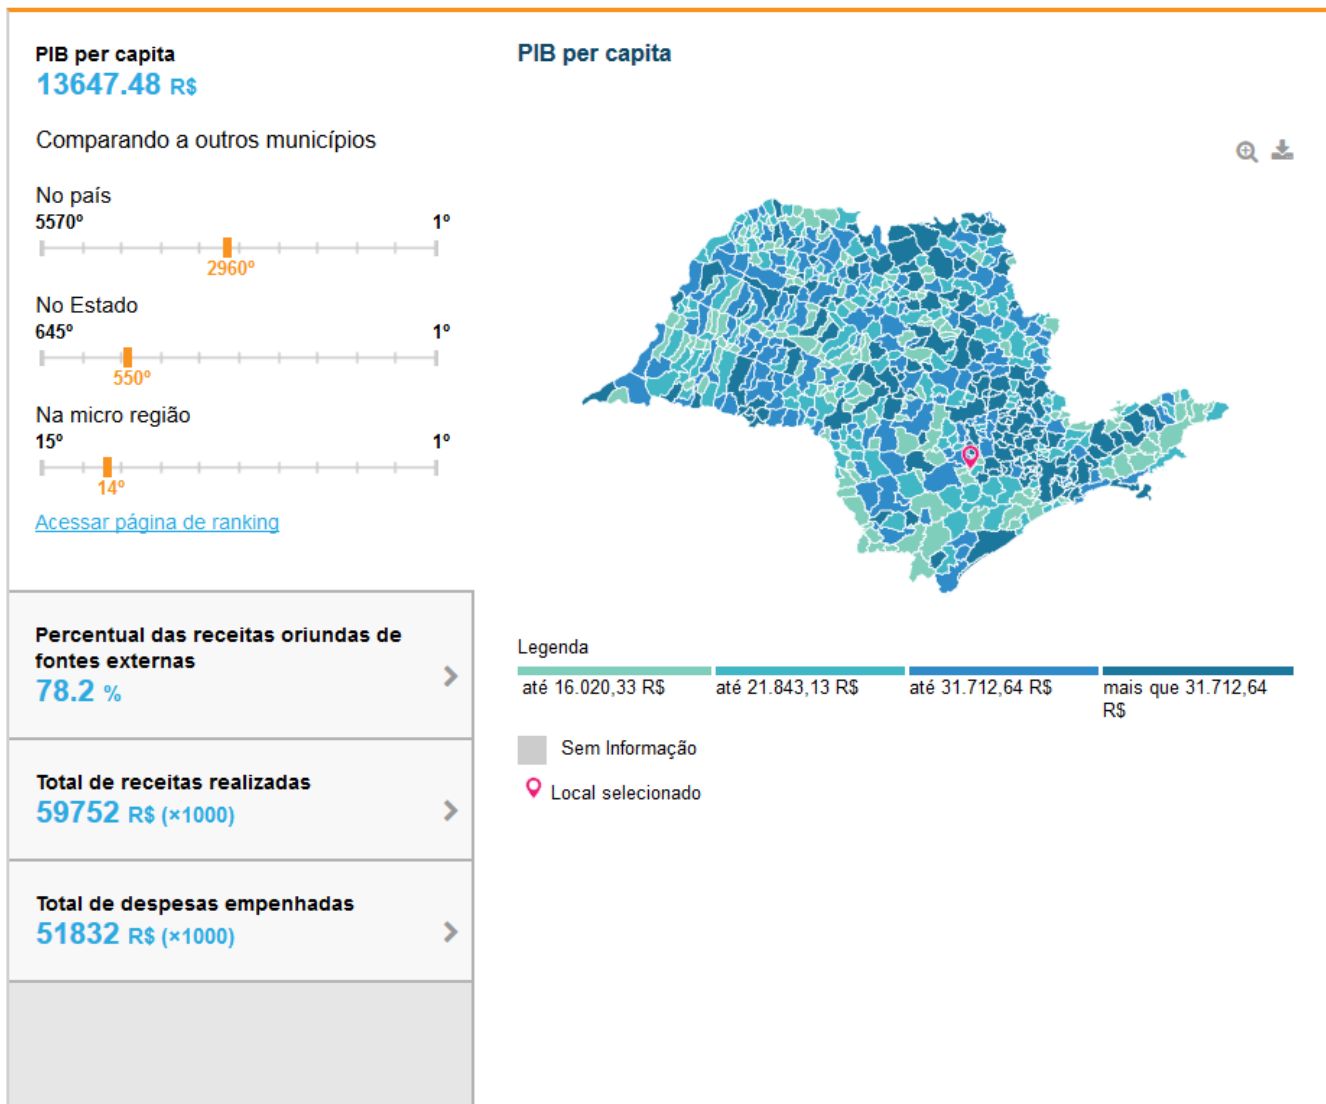 PIB per capita
13647.48 R$
Comparando a outros municípios
No país
5570º 1º
2960º
No Estado
645º 1º
550º
Na micro região
15º 1º
14º
Acessar página de ranking
Percentual das receitas oriundas de
fontes externas
78.2 %
Total de receitas realizadas
59752 R$ (×1000)
Total de despesas empenhadas
51832 R$ (×1000)
PIB per capita
Legenda
até 16.020,33 R$ até 21.843,13 R$ até 31.712,64 R$ mais que 31.712,64
R$
Sem Informação
Local selecionado